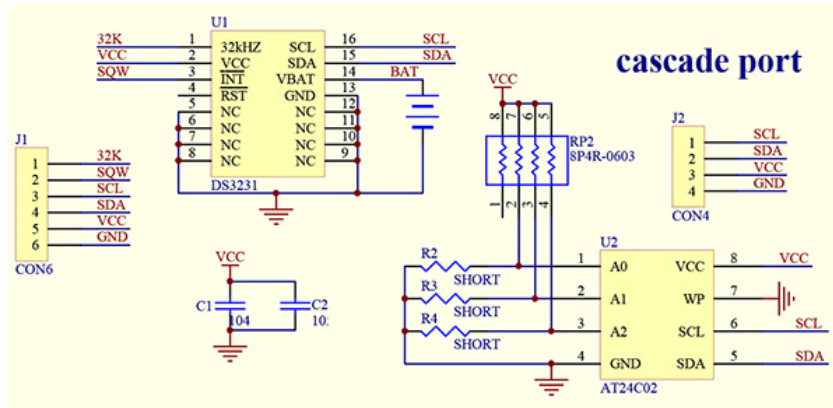 U1
32K 1 32kHZ SCL 16 SCL
VCC 2 VCC SDA 15 SDA
SQW 3 INT VBAT 14 BAT
4 RST GND 13
5 NC NC 12
6 NC NC 11
7 NC NC 10
8 NC NC 9
DS3231
cascade port
J1
1 32K
2 SQW
3 SCL
4 SDA
5 VCC
6 GND
CON6
VCC
8 7 6 5
RP2
8P4R-0603
1 2 3 4
J2
1 SCL
2 SDA
3 VCC
4 GND
CON4
VCC
C1 C2
104 10
U2
R2 SHORT 1 A0 VCC 8 VCC
R3 SHORT 2 A1 WP 7
R4 SHORT 3 A2 SCL 6 SCL
4 GND SDA 5 SDA
AT24C02